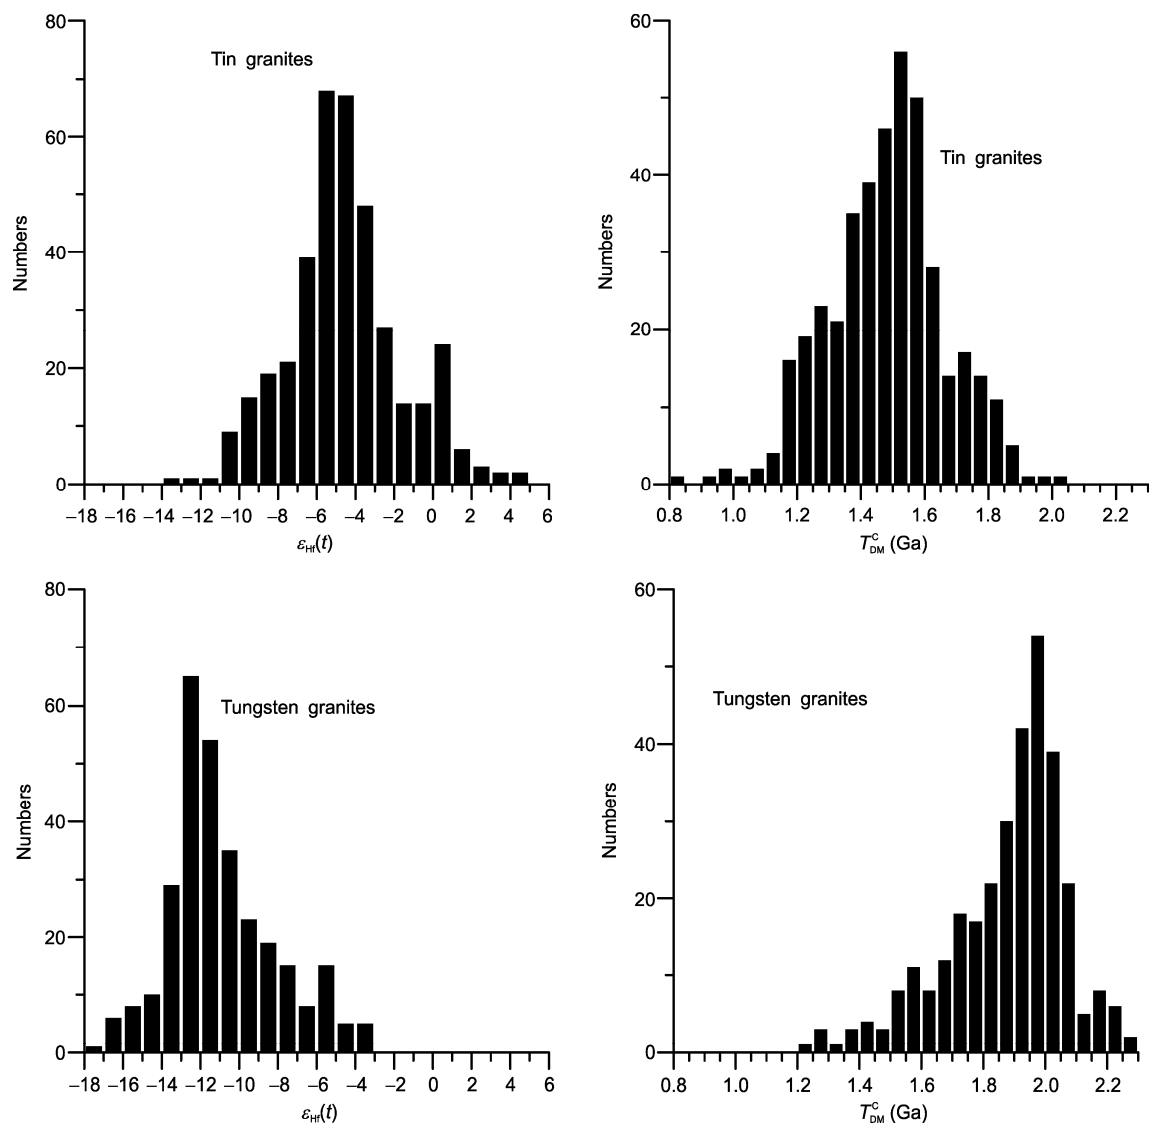 80
60
40
20
0
Numbers
Tin granites
–18 –16 –14 –12 –10 –8 –6 –4 –2 0 2 4 6
εHf(t)
60
40
20
0
Numbers
Tin granites
0.8 1.0 1.2 1.4 1.6 1.8 2.0 2.2
TDMC (Ga)
80
60
40
20
0
Numbers
Tungsten granites
–18 –16 –14 –12 –10 –8 –6 –4 –2 0 2 4 6
εHf(t)
60
40
20
0
Numbers
Tungsten granites
0.8 1.0 1.2 1.4 1.6 1.8 2.0 2.2
TDMC (Ga)